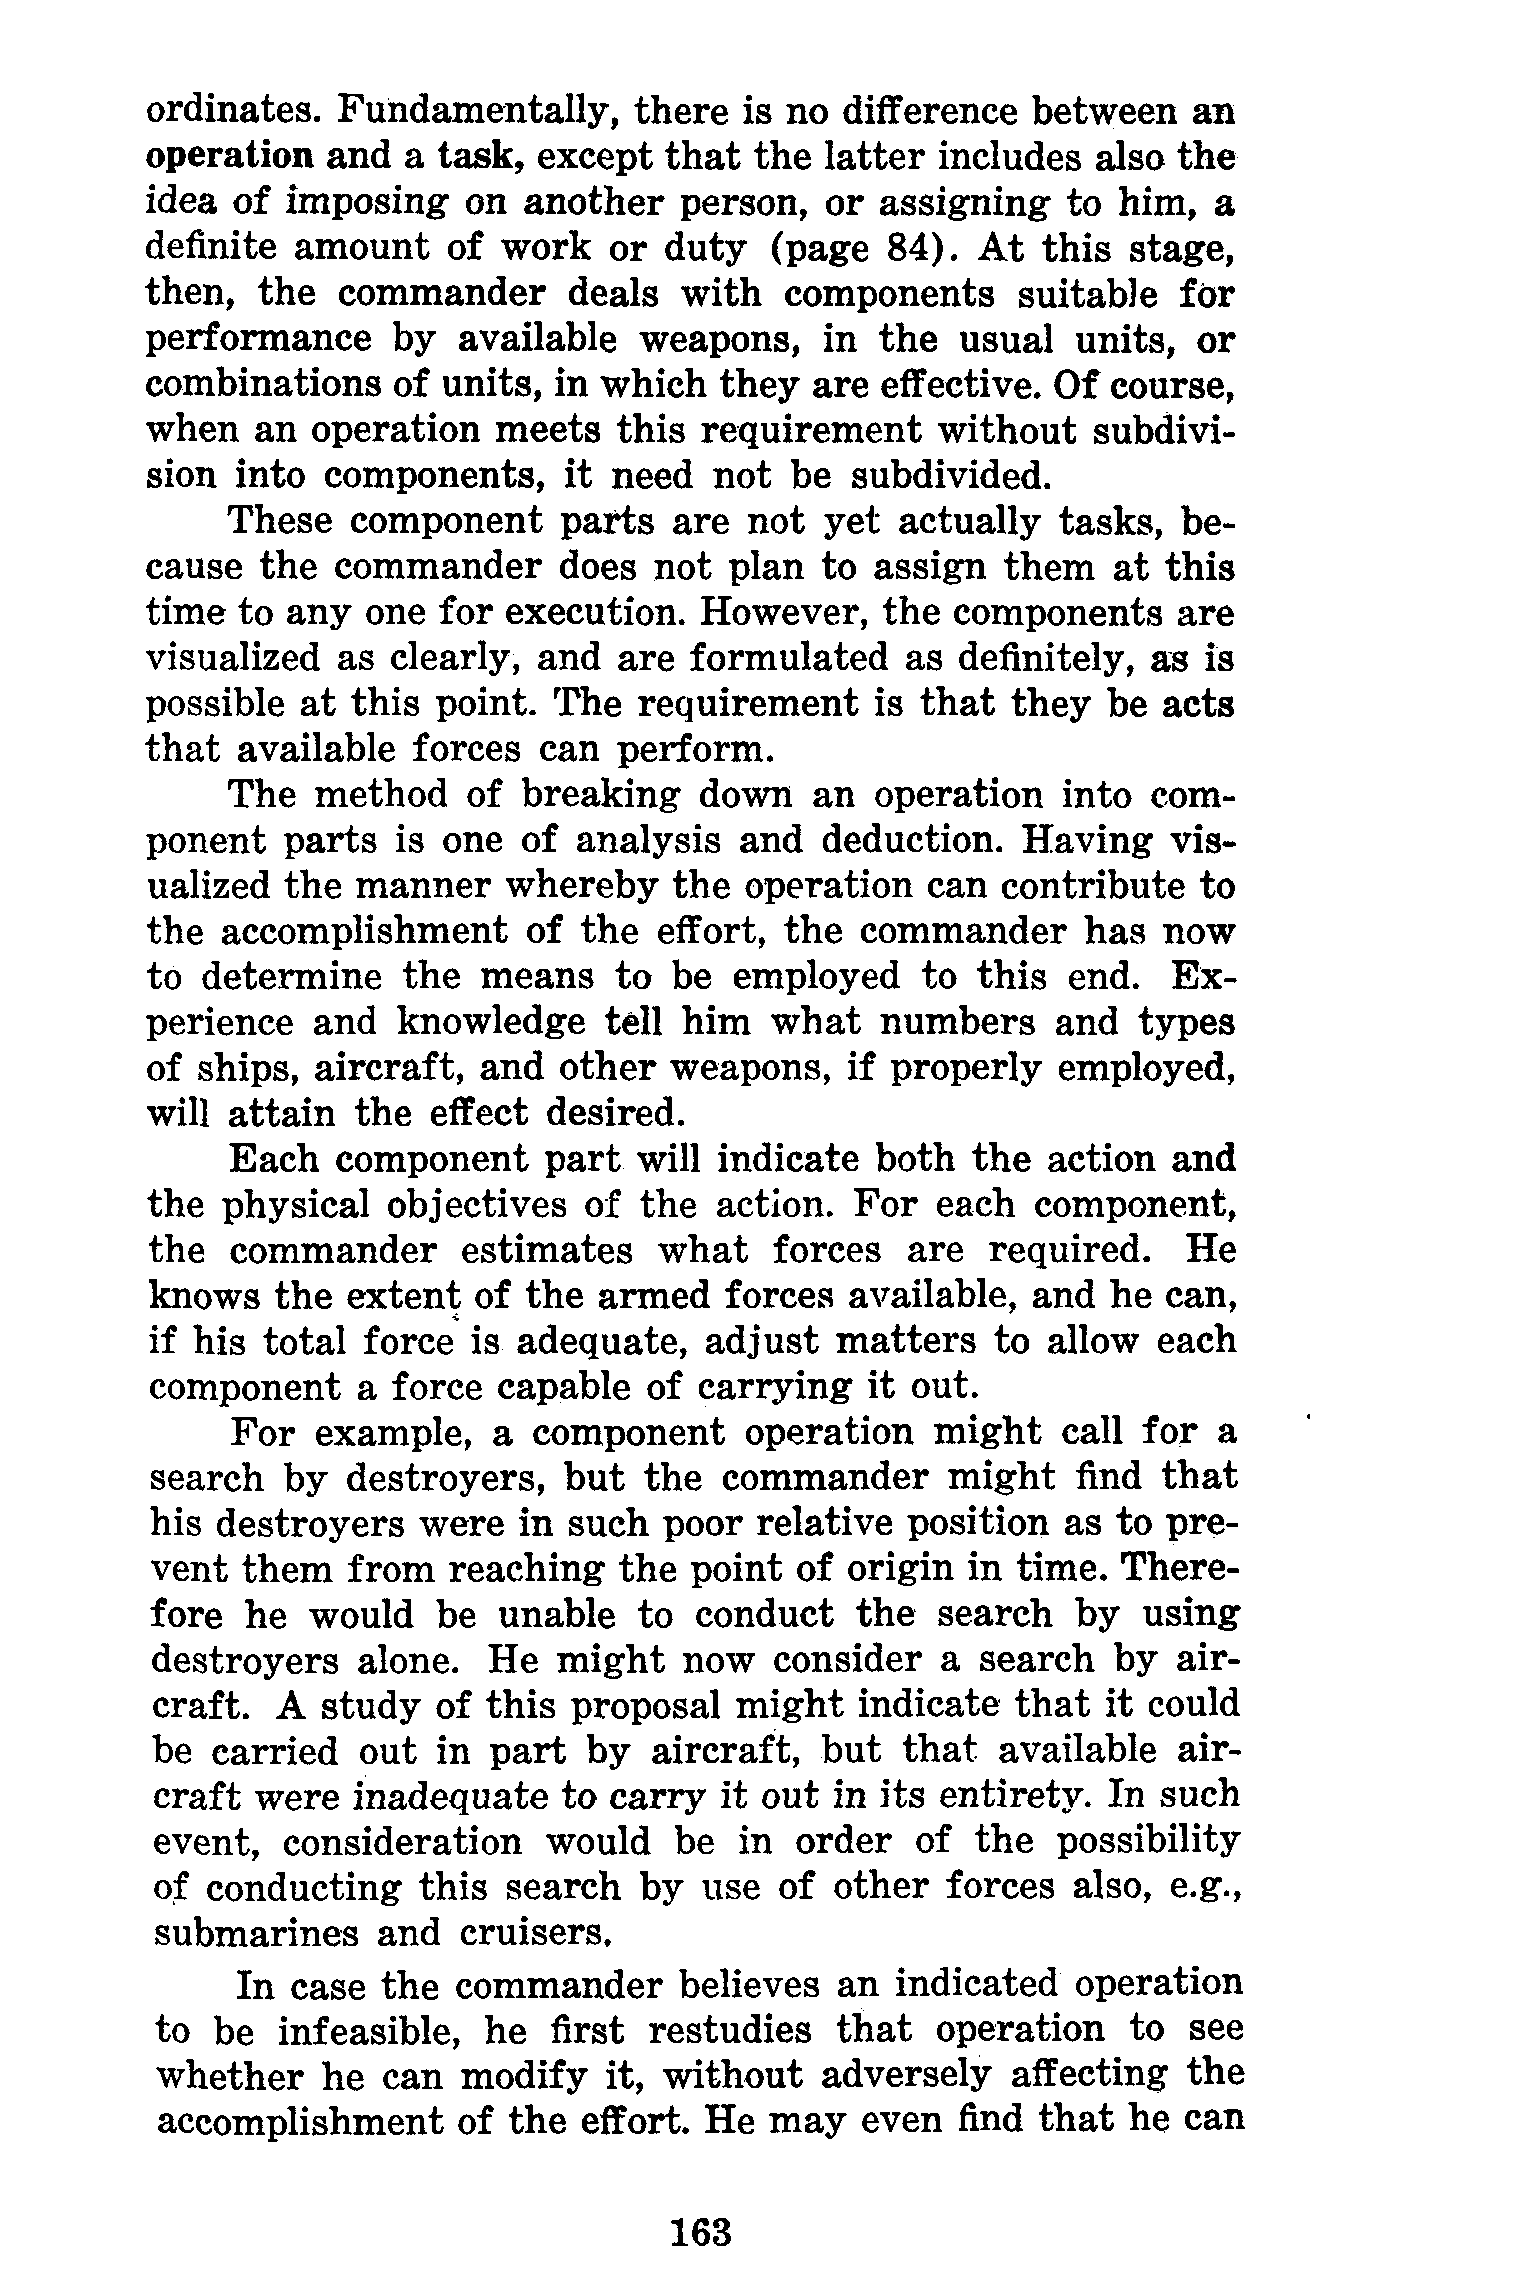 ordinates. Fundamentally, there is no difference between an
operation and a task, except that the latter includes also the
idea of imposing on another person, or assigning to him, a
definite amount of work or duty (page 84). At this stage,
then, the commander deals with components suitable for
performance by available weapons, in the usual units, or
combinations of units, in which they are effective. Of course,
when an operation meets this requirement without subdivi-
sion into components, it need not be subdivided.
These component parts are not yet actually tasks, be-
cause the commander does not plan to assign them at this
time to any one for execution. However, the components are
visualized as clearly, and are formulated as definitely, as is
possible at this point. The requirement is that they be acts
that available forces can perform.
The method of breaking down an operation into com-
ponent parts is one of analysis and deduction. Having vis-
ualized the manner whereby the operation can contribute to
the accomplishment of the effort, the commander has now
to determine the means to be employed to this end. Ex-
perience and knowledge tell him what numbers and types
of ships, aircraft, and other weapons, if properly employed,
will attain the effect desired.
Each component part will indicate both the action and
the physical objectives of the action. For each component,
the commander estimates what forces are required. He
knows the extent of the armed forces available, and he can,
if his total force is adequate, adjust matters to allow each
component a force capable of carrying it out.
For example, a component operation might call for a
search by destroyers, but the commander might find that
his destroyers were in such poor relative position as to pre-
vent them from reaching the point of origin in time. There-
fore he would be unable to conduct the search by using
destroyers alone. He might now consider a search by air-
craft. A study of this proposal might indicate that it could
be carried out in part by aircraft, but that available air-
craft were inadequate to carry it out in its entirety. In such
event, consideration would be in order of the possibility
of conducting this search by use of other forces also, e.g.,
submarines and cruisers.
In case the commander believes an indicated operation
to be infeasible, he first restudies that operation to see
whether he can modify it, without adversely affecting the
accomplishment of the effort. He may even find that he can
163